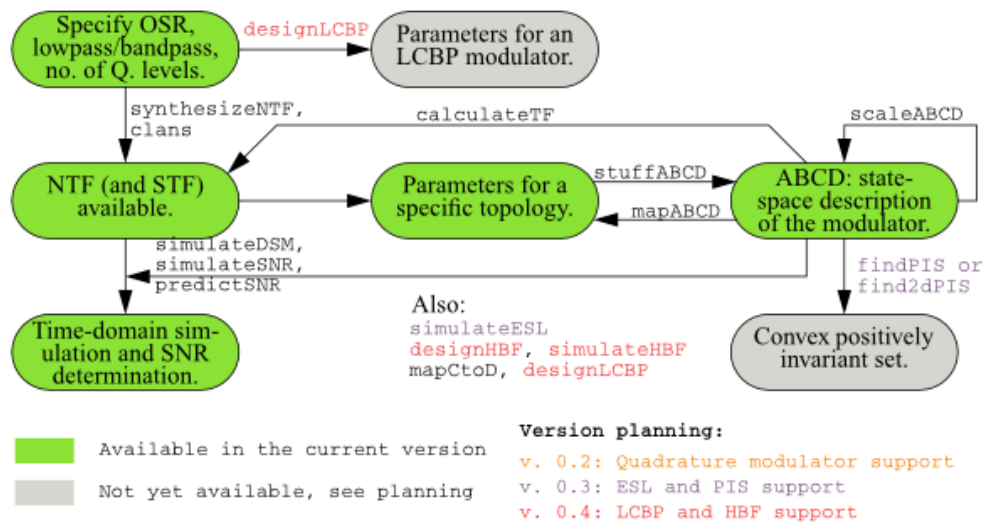 Specify OSR,
lowpass/bandpass,
no. of Q. levels.
designLCBP
Parameters for an
LCBP modulator.
synthesizeNTF,
clans
calculateTF
scaleABCD
NTF (and STF)
available.
Parameters for a
specific topology.
stuffABCD
mapABCD
ABCD: state-
space description
of the modulator.
simulateDSM,
simulateSNR,
predictSNR
findPIS or
find2dPIS
Time-domain sim-
ulation and SNR
determination.
Also:
simulateESL
designHBF, simulateHBF
mapCtoD, designLCBP
Convex positively
invariant set.
Available in the current version
Not yet available, see planning
Version planning:
v. 0.2: Quadrature modulator support
v. 0.3: ESL and PIS support
v. 0.4: LCBP and HBF support